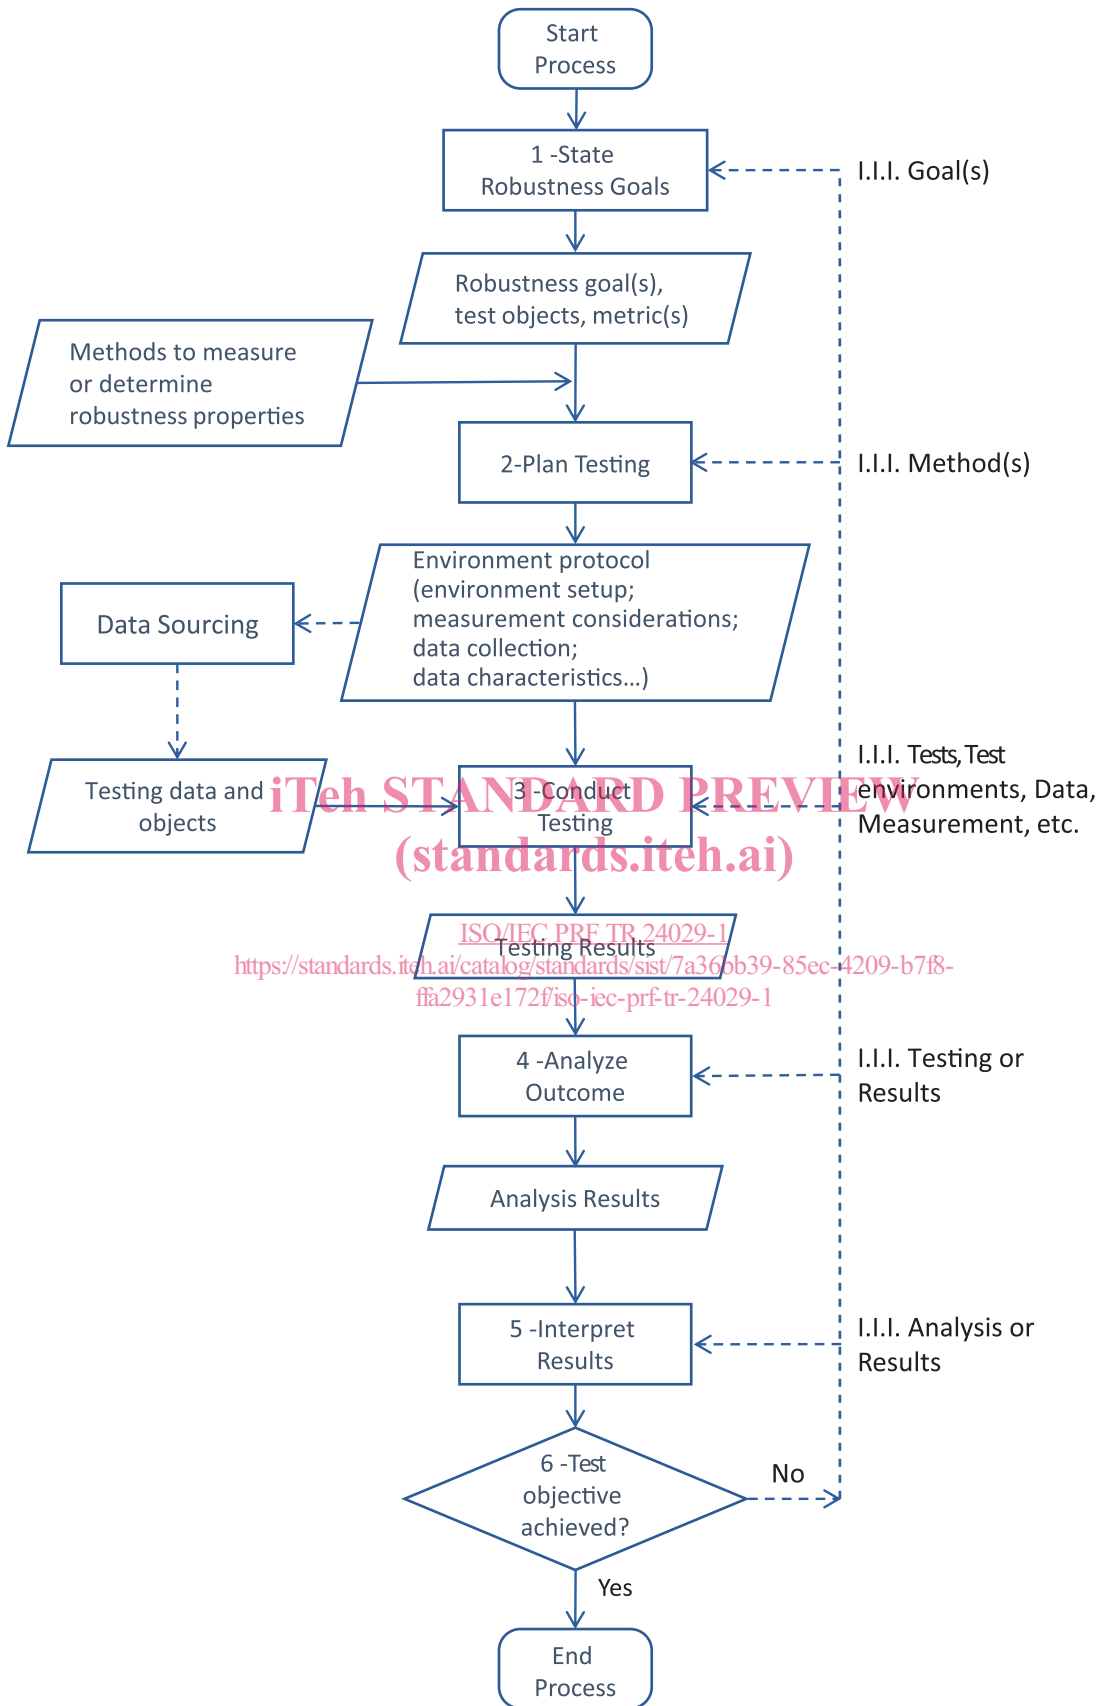 Start
Process
1 -State
Robustness Goals
I.I.I. Goal(s)
Robustness goal(s),
test objects, metric(s)
Methods to measure
or determine
robustness properties
2-Plan Testing
I.I.I. Method(s)
Environment protocol
(environment setup;
measurement considerations;
data collection;
data characteristics...)
Data Sourcing
Testing data and
objects
iTeh STANDARD PREVIEW
(standards.iteh.ai)
3 -Conduct
Testing
I.I.I. Tests, Test
environments, Data,
Measurement, etc.
Testing Results
ISO/IEC PRF TR 24029-1
https://standards.iteh.ai/catalog/standards/sist/7a36bb39-85ec-4209-b7f8-
ffa2931e172f/iso-iec-prf-tr-24029-1
4 -Analyze
Outcome
I.I.I. Testing or
Results
Analysis Results
5 -Interpret
Results
I.I.I. Analysis or
Results
6 -Test
objective
achieved?
No
Yes
End
Process